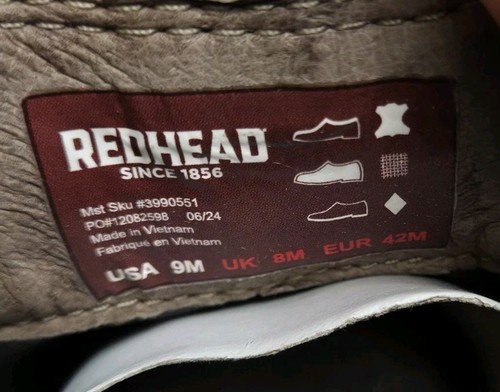 REDHEAD
SINCE 1856
Mst Sku #3990551
PO#12082598 06/24
Made in Vietnam
Fabriqué en Vietnam
USA 9M UK 8M EUR 42M